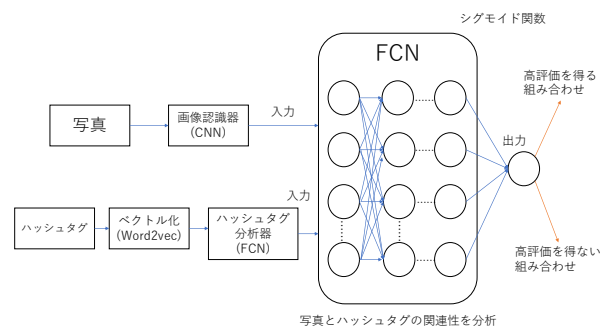 シグモイド関数
FCN
高評価を得る
組み合わせ
写真
画像認識器
(CNN)
入力
出力
入力
ハッシュタグ
ベクトル化
(Word2vec)
ハッシュタグ
分析器
(FCN)
高評価を得ない
組み合わせ
写真とハッシュタグの関連性を分析